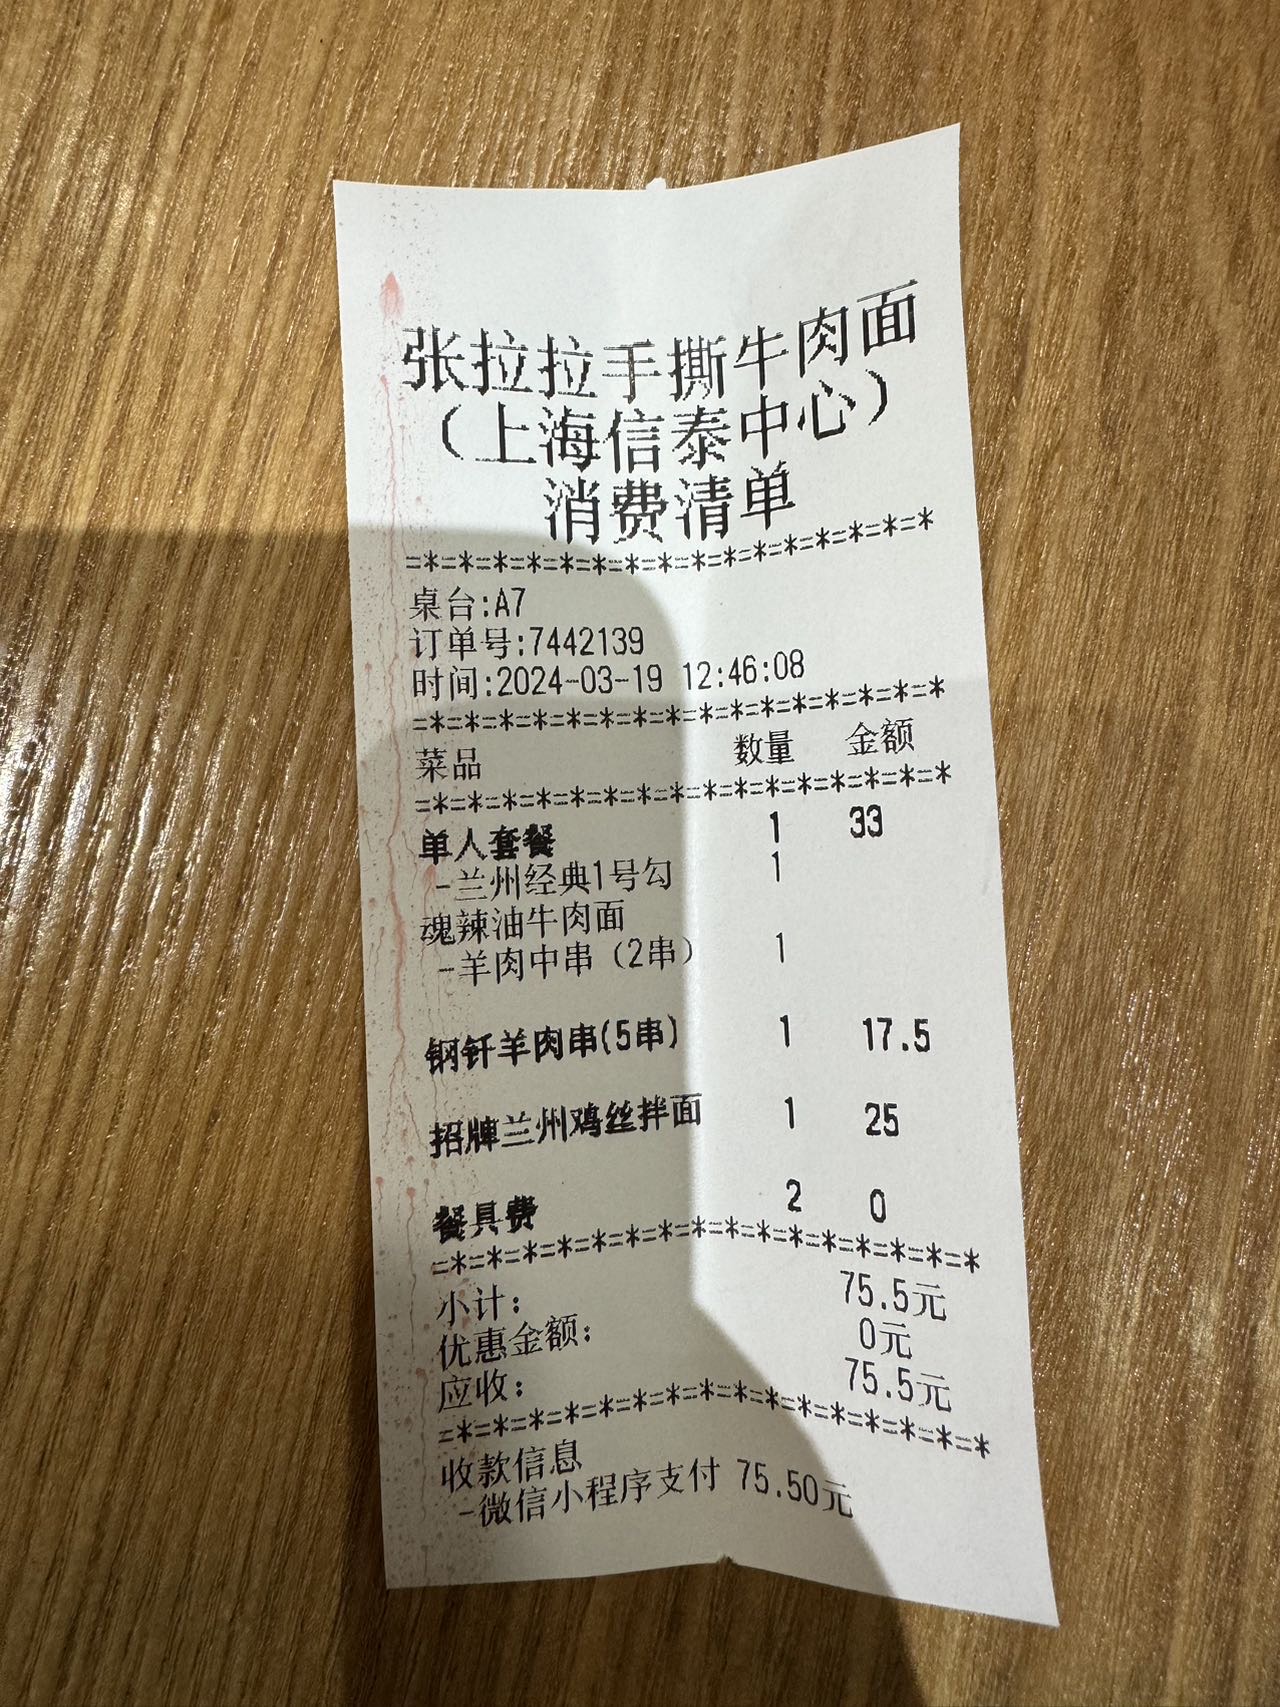 张拉拉手撕牛肉面
（上海信泰中心）
消费清单
=*=*=*=*=*=*=*=*=*=*=*=*=*=*=*=*
桌台:A7
订单号:7442139
时间:2024-03-19 12:46:08
=*=*=*=*=*=*=*=*=*=*=*=*=*=*=*=*
菜品 数量 金额
=*=*=*=*=*=*=*=*=*=*=*=*=*=*=*=*
单人套餐 1 33
-兰州经典1号勾 1
魂辣油牛肉面
-羊肉中串（2串） 1
钢钎羊肉串(5串) 1 17.5
招牌兰州鸡丝拌面 1 25
餐具费 2 0
=*=*=*=*=*=*=*=*=*=*=*=*=*=*=*=*
小计： 75.5元
优惠金额： 0元
应收： 75.5元
=*=*=*=*=*=*=*=*=*=*=*=*=*=*=*=*
收款信息
-微信小程序支付 75.50元